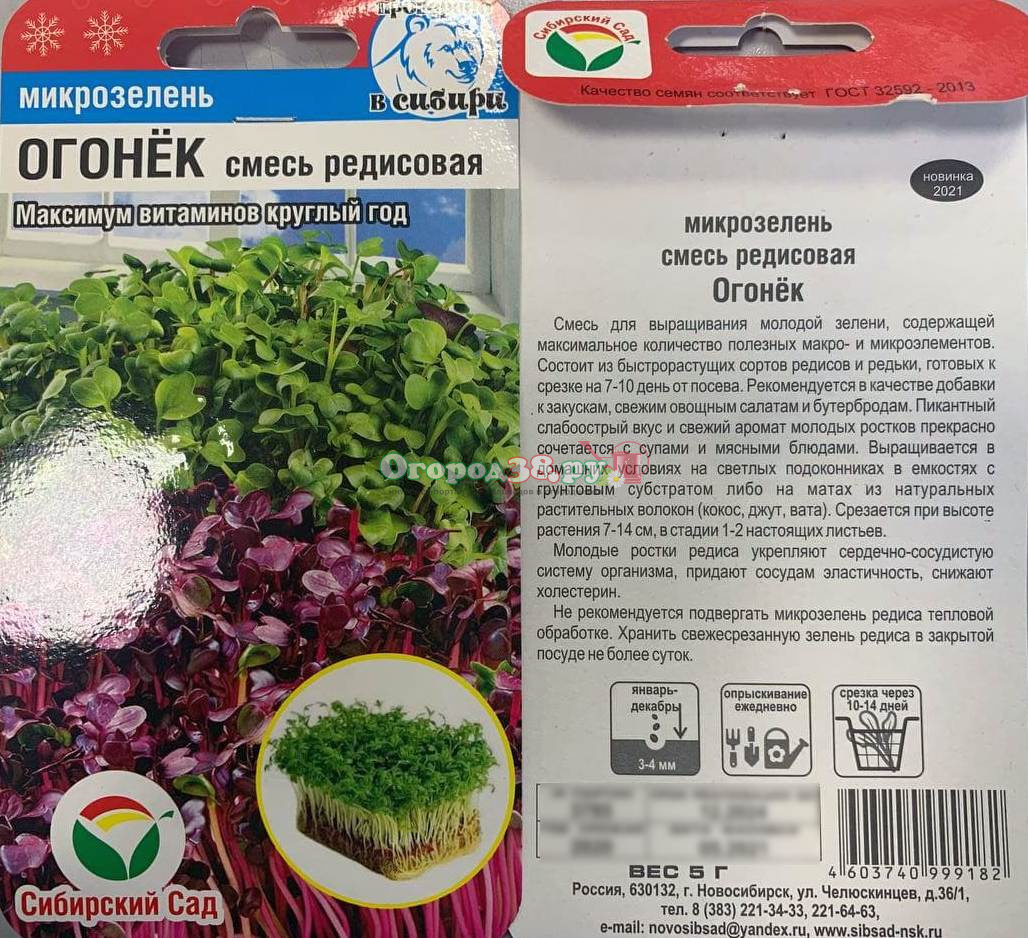 проверено
в сибири
микрозелень
ОГОНЁК смесь редисовая
Максимум витаминов круглый год
Сибирский Сад
Сибирский Сад
Качество семян соответствует ГОСТ 32592 - 2013
новинка
2021
микрозелень
смесь редисовая
Огонёк
Смесь для выращивания молодой зелени, содержащей
максимальное количество полезных макро- и микроэлементов.
Состоит из быстрорастущих сортов редисов и редьки, готовых к
срезке на 7-10 день от посева. Рекомендуется в качестве добавки
к закускам, свежим овощным салатам и бутербродам. Пикантный
слабоострый вкус и свежий аромат молодых ростков прекрасно
сочетается с супами и мясными блюдами. Выращивается в
домашних условиях на светлых подоконниках в емкостях с
грунтовым субстратом либо на матах из натуральных
растительных волокон (кокос, джут, вата). Срезается при высоте
растения 7-14 см, в стадии 1-2 настоящих листьев.
Молодые ростки редиса укрепляют сердечно-сосудистую
систему организма, придают сосудам эластичность, снижают
холестерин.
Не рекомендуется подвергать микрозелень редиса тепловой
обработке. Хранить свежесрезанную зелень редиса в закрытой
посуде не более суток.
Огород38.ру
январь-
декабрь
3-4 мм
опрыскивание
ежедневно
срезка через
10-14 дней
ВЕС 5 Г
4 603740 999182
Россия, 630132, г. Новосибирск, ул. Челюскинцев, д.36/1,
тел. 8 (383) 221-34-33, 221-64-63,
e-mail: novosibsad@yandex.ru, www.sibsad-nsk.ru